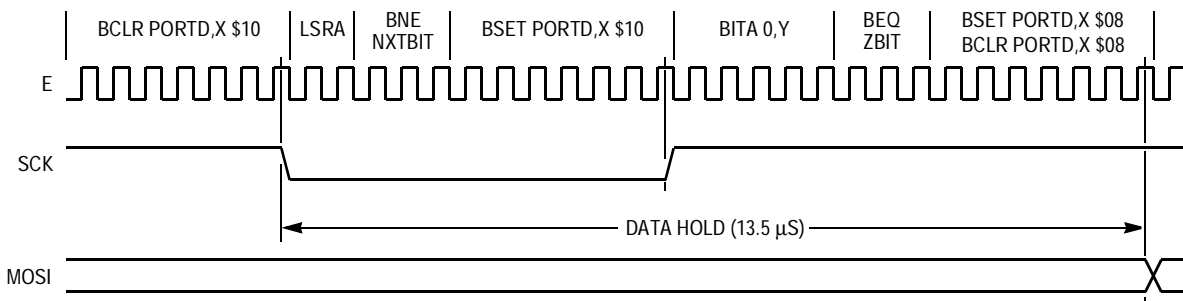 BCLR PORTD,X $10
LSRA
BNE
NXTBIT
BSET PORTD,X $10
BITA 0,Y
BEQ
ZBIT
BSET PORTD,X $08
BCLR PORTD,X $08
E
SCK
DATA HOLD (13.5 μS)
MOSI